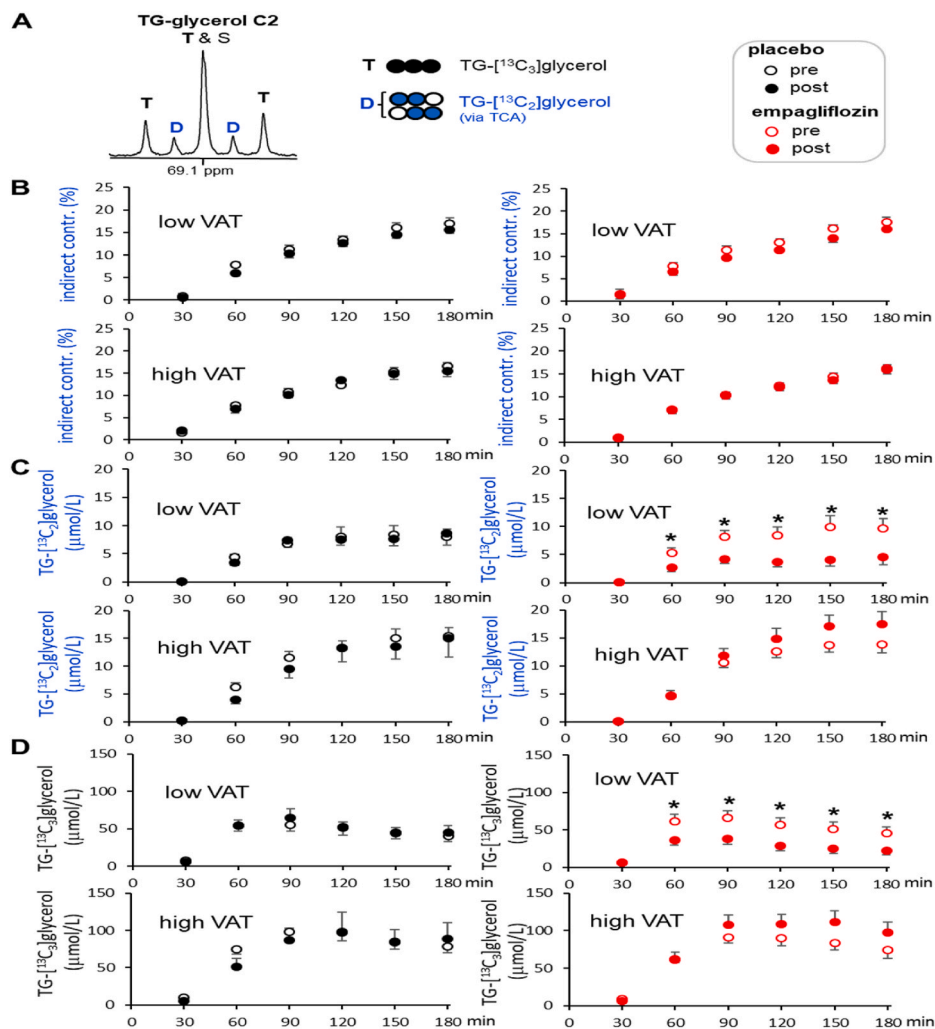 A
TG-glycerol C2
T & S
T
D
D
T
69.1 ppm
T TG-[¹³C₃]glycerol
D TG-[¹³C₂]glycerol
(via TCA)
placebo
pre
post
empagliflozin
pre
post
B
indirect contr. (%)
25
20
15
10
5
0
low VAT
0 30 60 90 120 150 180 min
indirect contr. (%)
25
20
15
10
5
0
low VAT
0 30 60 90 120 150 180 min
indirect contr. (%)
25
20
15
10
5
0
high VAT
0 30 60 90 120 150 180 min
indirect contr. (%)
25
20
15
10
5
0
high VAT
0 30 60 90 120 150 180 min
C
TG-[¹³C₂]glycerol
(µmol/L)
20
15
10
5
0
low VAT
0 30 60 90 120 150 180 min
TG-[¹³C₂]glycerol
(µmol/L)
20
15
10
5
0
low VAT
* * * * *
0 30 60 90 120 150 180 min
TG-[¹³C₂]glycerol
(µmol/L)
20
15
10
5
0
high VAT
0 30 60 90 120 150 180 min
TG-[¹³C₂]glycerol
(µmol/L)
20
15
10
5
0
high VAT
0 30 60 90 120 150 180 min
D
TG-[¹³C₃]glycerol
(µmol/L)
150
100
50
0
low VAT
0 30 60 90 120 150 180 min
TG-[¹³C₃]glycerol
(µmol/L)
150
100
50
0
low VAT
* * * * *
0 30 60 90 120 150 180 min
TG-[¹³C₃]glycerol
(µmol/L)
150
100
50
0
high VAT
0 30 60 90 120 150 180 min
TG-[¹³C₃]glycerol
(µmol/L)
150
100
50
0
high VAT
0 30 60 90 120 150 180 min